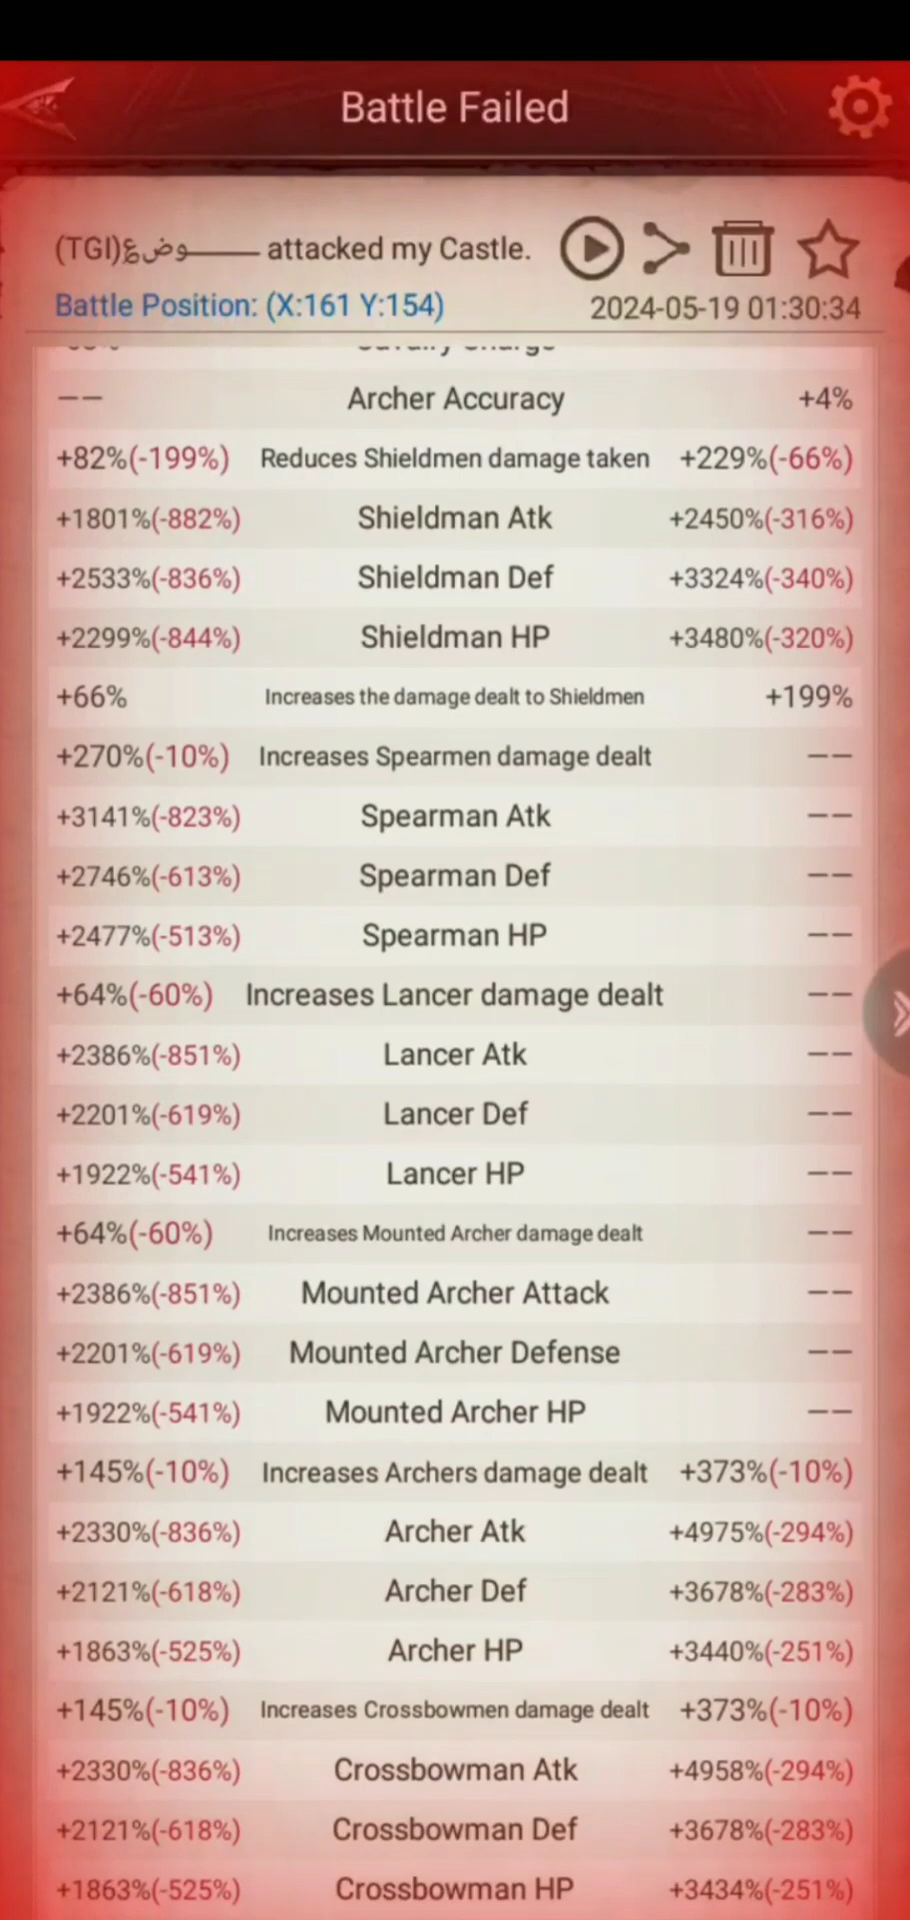 Battle Failed
(TGI)عوض attacked my Castle.
Battle Position: (X:161 Y:154) 2024-05-19 01:30:34
Cavalry Charge
-- Archer Accuracy +4%
+82%(-199%) Reduces Shieldmen damage taken +229%(-66%)
+1801%(-882%) Shieldman Atk +2450%(-316%)
+2533%(-836%) Shieldman Def +3324%(-340%)
+2299%(-844%) Shieldman HP +3480%(-320%)
+66% Increases the damage dealt to Shieldmen +199%
+270%(-10%) Increases Spearmen damage dealt --
+3141%(-823%) Spearman Atk --
+2746%(-613%) Spearman Def --
+2477%(-513%) Spearman HP --
+64%(-60%) Increases Lancer damage dealt --
+2386%(-851%) Lancer Atk --
+2201%(-619%) Lancer Def --
+1922%(-541%) Lancer HP --
+64%(-60%) Increases Mounted Archer damage dealt --
+2386%(-851%) Mounted Archer Attack --
+2201%(-619%) Mounted Archer Defense --
+1922%(-541%) Mounted Archer HP --
+145%(-10%) Increases Archers damage dealt +373%(-10%)
+2330%(-836%) Archer Atk +4975%(-294%)
+2121%(-618%) Archer Def +3678%(-283%)
+1863%(-525%) Archer HP +3440%(-251%)
+145%(-10%) Increases Crossbowmen damage dealt +373%(-10%)
+2330%(-836%) Crossbowman Atk +4958%(-294%)
+2121%(-618%) Crossbowman Def +3678%(-283%)
+1863%(-525%) Crossbowman HP +3434%(-251%)